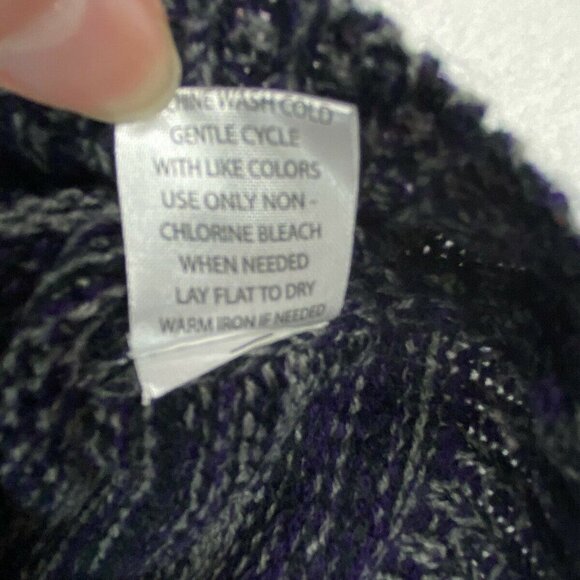 HINE WASH COLD
GENTLE CYCLE
WITH LIKE COLORS
USE ONLY NON -
CHLORINE BLEACH
WHEN NEEDED
LAY FLAT TO DRY
WARM IRON IF NEEDED